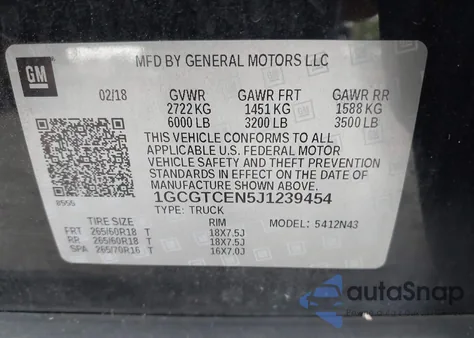 GM
MFD BY GENERAL MOTORS LLC
02/18 GVWR GAWR FRT GAWR RR
2722 KG 1451 KG 1588 KG
6000 LB 3200 LB 3500 LB
THIS VEHICLE CONFORMS TO ALL
APPLICABLE U.S. FEDERAL MOTOR
VEHICLE SAFETY AND THEFT PREVENTION
STANDARDS IN EFFECT ON THE DATE OF
MANUFACTURE SHOWN ABOVE.
1GCGTCEN5J1239454
TYPE: TRUCK
TIRE SIZE RIM MODEL: 5412N43
FRT 265/60R18 T 18X7.5J
RR 265/60R18 T 18X7.5J
SPA 265/70R16 T 16X7.0J
autoSnap